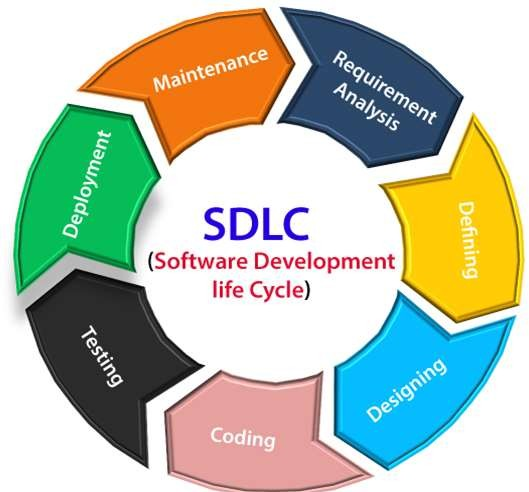 SDLC
(Software Development
life Cycle)
Requirement
Analysis
Defining
Designing
Coding
Testing
Deployment
Maintenance